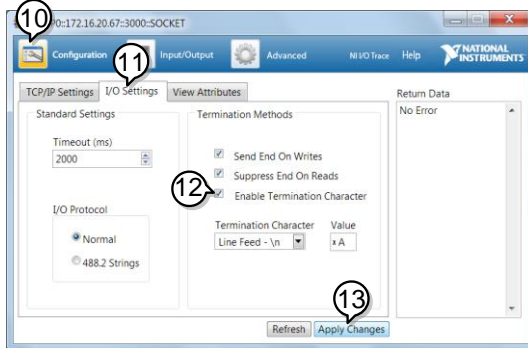 10
P0::172.16.20.67::3000::SOCKET
Configuration
Input/Output
Advanced
NI I/O Trace
Help
NATIONAL
INSTRUMENTS
11
TCP/IP Settings
I/O Settings
View Attributes
Return Data
Standard Settings
Termination Methods
No Error
Timeout (ms)
2000
Send End On Writes
Suppress End On Reads
12
Enable Termination Character
I/O Protocol
Termination Character
Value
Normal
Line Feed - \n
x A
488.2 Strings
13
Refresh
Apply Changes